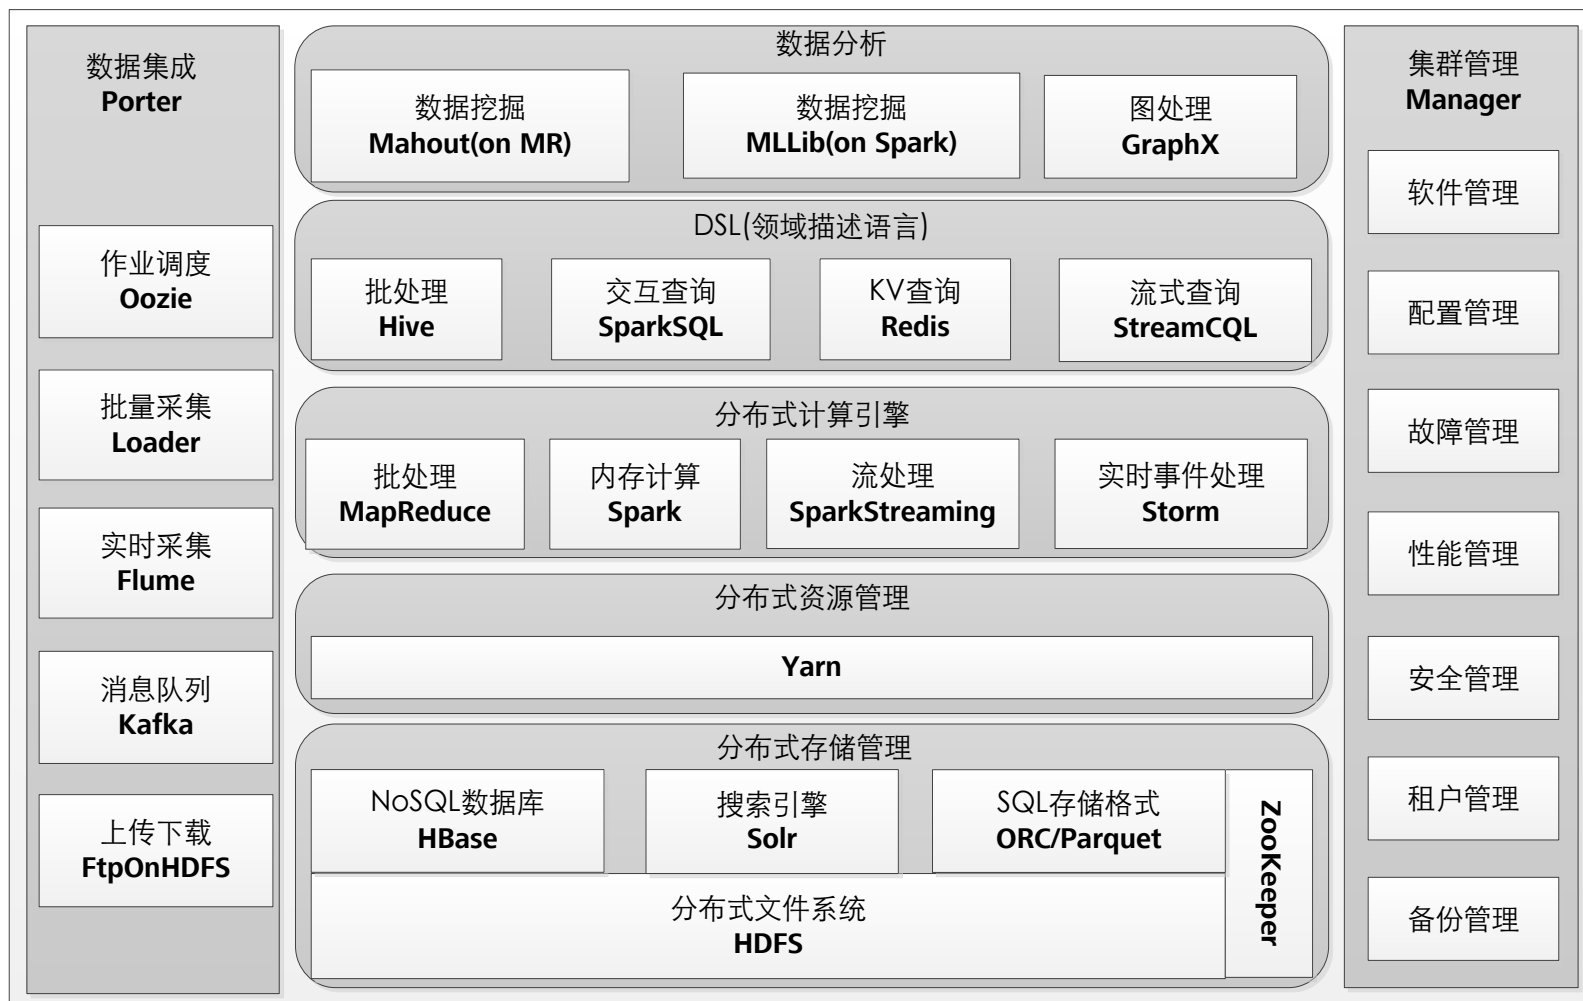 数据集成
Porter
作业调度
Oozie
批量采集
Loader
实时采集
Flume
消息队列
Kafka
上传下载
FtpOnHDFS
数据分析
数据挖掘
Mahout(on MR)
数据挖掘
MLLib(on Spark)
图处理
GraphX
DSL(领域描述语言)
批处理
Hive
交互查询
SparkSQL
KV查询
Redis
流式查询
StreamCQL
分布式计算引擎
批处理
MapReduce
内存计算
Spark
流处理
SparkStreaming
实时事件处理
Storm
分布式资源管理
Yarn
分布式存储管理
NoSQL数据库
HBase
搜索引擎
Solr
SQL存储格式
ORC/Parquet
ZooKeeper
分布式文件系统
HDFS
集群管理
Manager
软件管理
配置管理
故障管理
性能管理
安全管理
租户管理
备份管理